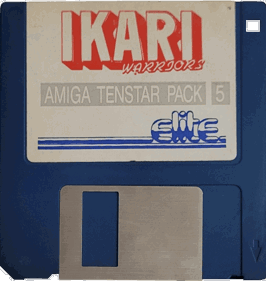 IKARI
WARRIORS
AMIGA TENSTAR PACK 5
elite